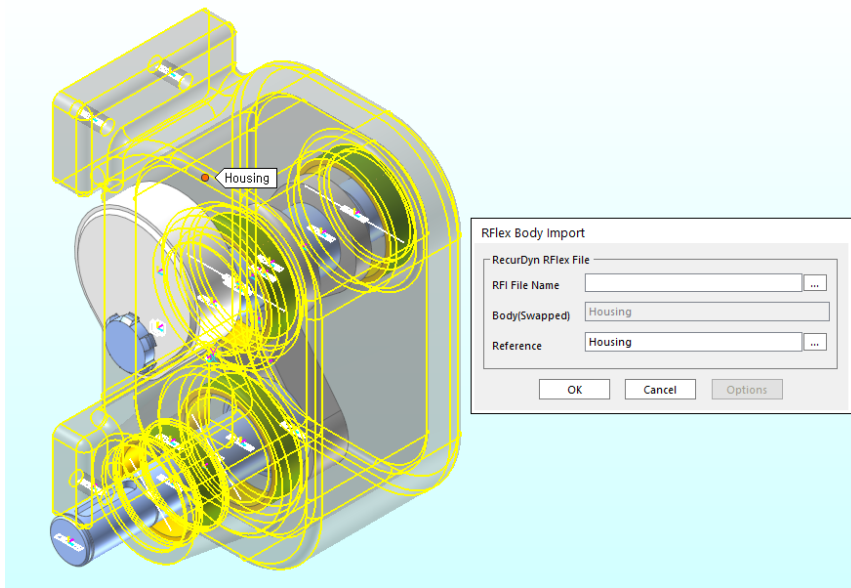 Housing
RFlex Body Import
RecurDyn RFlex File
RFI File Name
...
Body(Swapped)
Housing
Reference
Housing
...
OK
Cancel
Options